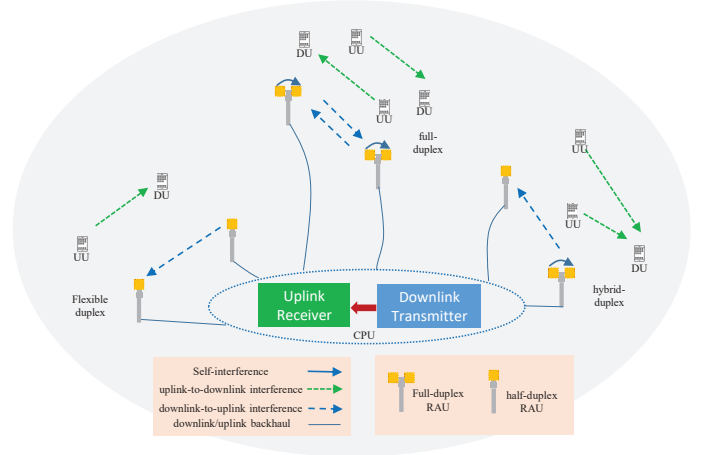 DU
UU
UU
DU
full-
duplex
UU
DU
UU
UU
DU
Flexible
duplex
hybrid-
duplex
Uplink
Receiver
Downlink
Transmitter
CPU
Self-interference
uplink-to-downlink interference
downlink-to-uplink interference
downlink/uplink backhaul
Full-duplex
RAU
half-duplex
RAU